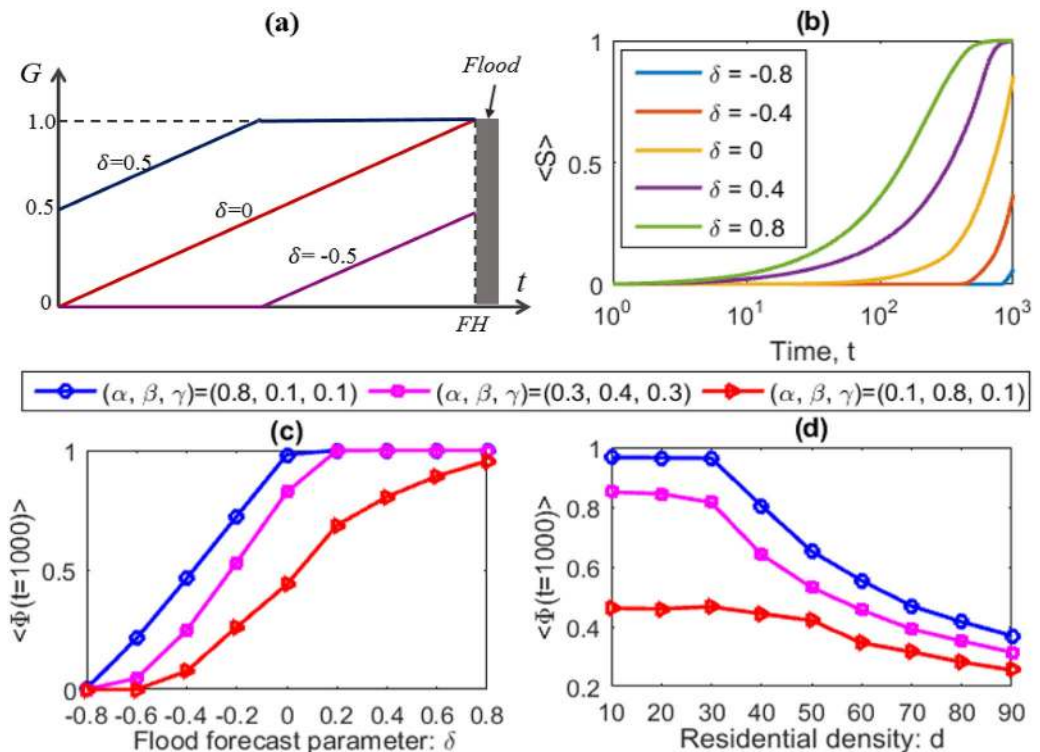 (a)
G
Flood
1.0
δ=0.5
0.5
δ=0
δ= -0.5
0
t
FH
(b)
<S>
1
0.5
0
δ = -0.8
δ = -0.4
δ = 0
δ = 0.4
δ = 0.8
10^0 10^1 10^2 10^3
Time, t
(α, β, γ)=(0.8, 0.1, 0.1) (α, β, γ)=(0.3, 0.4, 0.3) (α, β, γ)=(0.1, 0.8, 0.1)
(c)
<Φ(t=1000)>
1
0.5
0
-0.8 -0.6 -0.4 -0.2 0 0.2 0.4 0.6 0.8
Flood forecast parameter: δ
(d)
<Φ(t=1000)>
1
0.8
0.6
0.4
0.2
10 20 30 40 50 60 70 80 90
Residential density: d